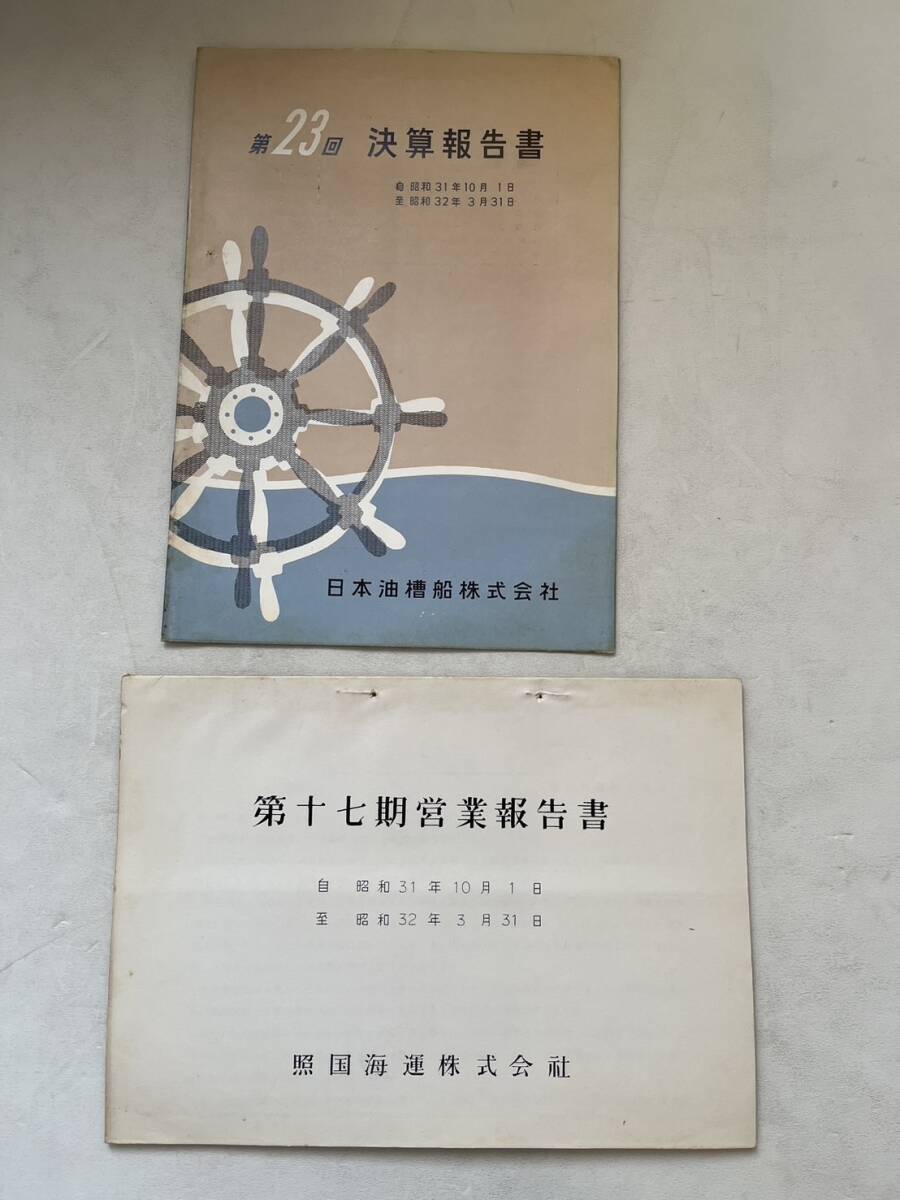 第23回 決算報告書
自 昭和31年10月 1日
至 昭和32年 3月31日
日本油槽船株式会社
第十七期営業報告書
自 昭和31年10月1日
至 昭和32年 3月31日
照国海運株式会社